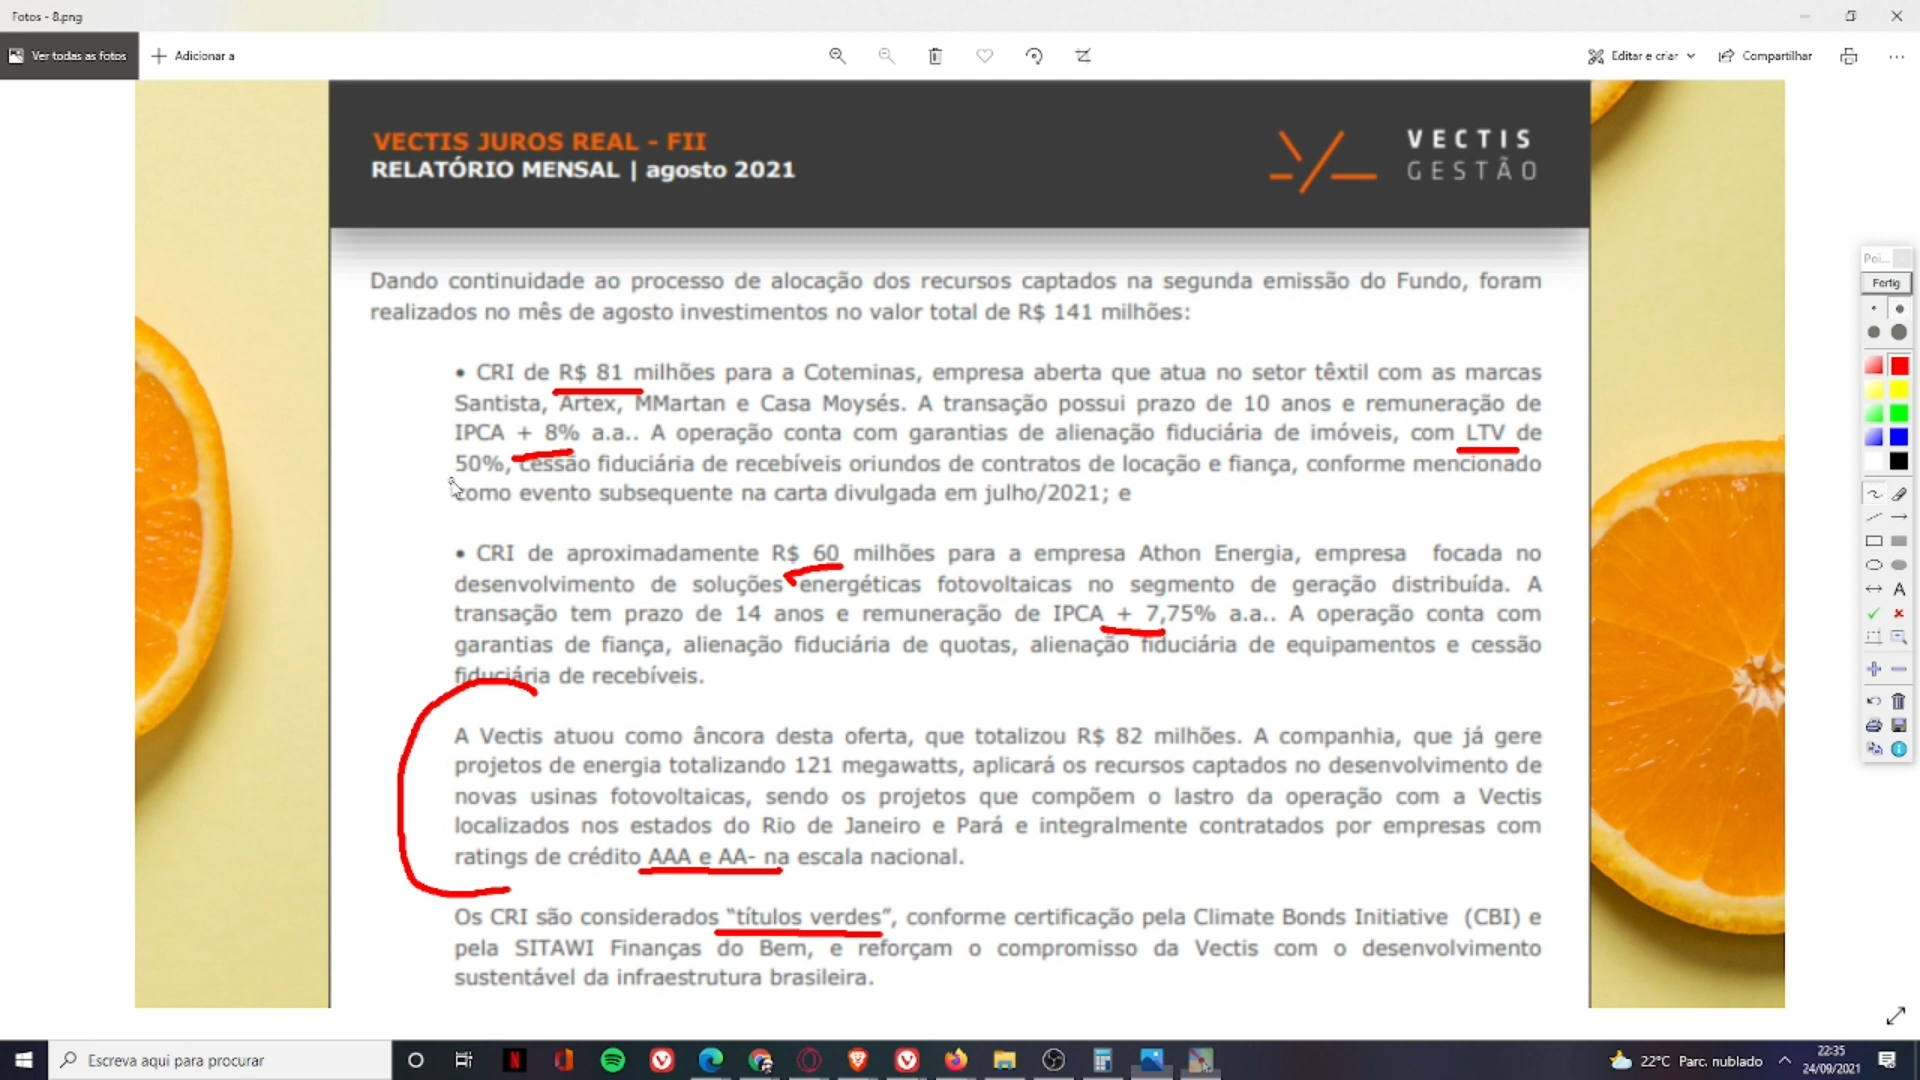 Fotos - 8.png
Ver todas as fotos
Adicionar a
Editar e criar
Compartilhar
VECTIS JUROS REAL - FII
RELATÓRIO MENSAL | agosto 2021
VECTIS
GESTÃO
Poi...
Fertig
Dando continuidade ao processo de alocação dos recursos captados na segunda emissão do Fundo, foram
realizados no mês de agosto investimentos no valor total de R$ 141 milhões:
• CRI de R$ 81 milhões para a Coteminas, empresa aberta que atua no setor têxtil com as marcas
Santista, Artex, MMartan e Casa Moysés. A transação possui prazo de 10 anos e remuneração de
IPCA + 8% a.a.. A operação conta com garantias de alienação fiduciária de imóveis, com LTV de
50%, cessão fiduciária de recebíveis oriundos de contratos de locação e fiança, conforme mencionado
como evento subsequente na carta divulgada em julho/2021; e
• CRI de aproximadamente R$ 60 milhões para a empresa Athon Energia, empresa focada no
desenvolvimento de soluções energéticas fotovoltaicas no segmento de geração distribuída. A
transação tem prazo de 14 anos e remuneração de IPCA + 7,75% a.a.. A operação conta com
garantias de fiança, alienação fiduciária de quotas, alienação fiduciária de equipamentos e cessão
fiduciária de recebíveis.
A Vectis atuou como âncora desta oferta, que totalizou R$ 82 milhões. A companhia, que já gere
projetos de energia totalizando 121 megawatts, aplicará os recursos captados no desenvolvimento de
novas usinas fotovoltaicas, sendo os projetos que compõem o lastro da operação com a Vectis
localizados nos estados do Rio de Janeiro e Pará e integralmente contratados por empresas com
ratings de crédito AAA e AA- na escala nacional.
Os CRI são considerados “títulos verdes”, conforme certificação pela Climate Bonds Initiative (CBI) e
pela SITAWI Finanças do Bem, e reforçam o compromisso da Vectis com o desenvolvimento
sustentável da infraestrutura brasileira.
Escreva aqui para procurar
22°C Parc. nublado
22:35
24/09/2021